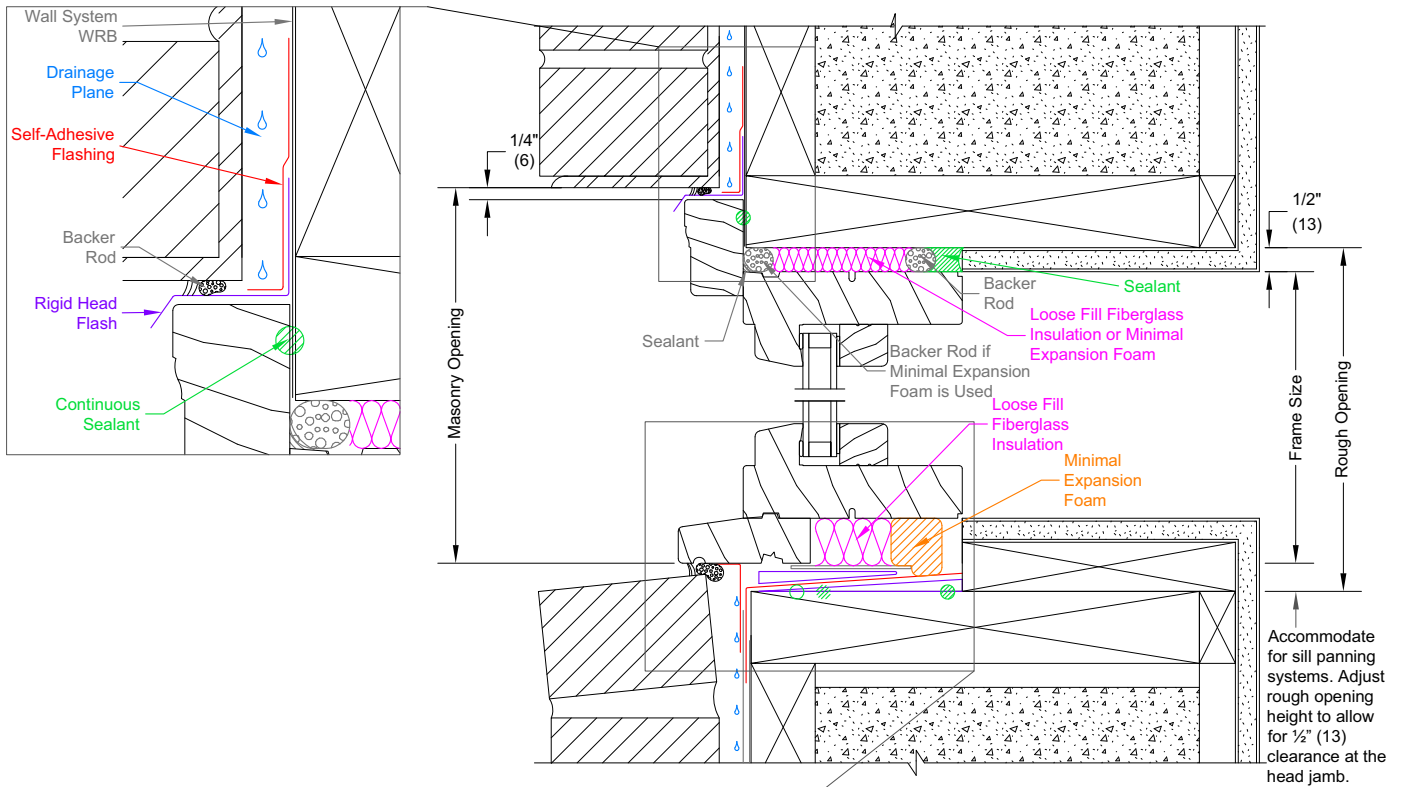 Wall System
WRB
Drainage
Plane
Self-Adhesive
Flashing
Backer
Rod
Rigid Head
Flash
Continuous
Sealant
1/4"
(6)
Masonry Opening
Sealant
Backer Rod if
Minimal Expansion
Foam is Used
Backer
Rod
Sealant
Loose Fill Fiberglass
Insulation or Minimal
Expansion Foam
1/2"
(13)
Loose Fill
Fiberglass
Insulation
Minimal
Expansion
Foam
Frame Size
Rough Opening
Accommodate
for sill panning
systems. Adjust
rough opening
height to allow
for ½” (13)
clearance at the
head jamb.